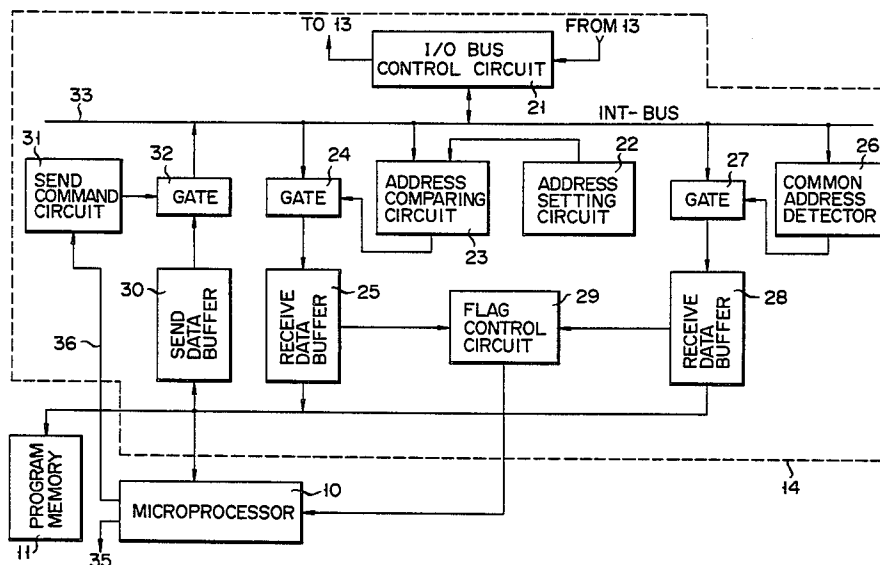 TO 13
FROM 13
I/O BUS
CONTROL CIRCUIT
21
33
INT-BUS
31
SEND
COMMAND
CIRCUIT
32
GATE
24
GATE
ADDRESS
COMPARING
CIRCUIT
23
22
ADDRESS
SETTING
CIRCUIT
27
GATE
26
COMMON
ADDRESS
DETECTOR
30
SEND
DATA
BUFFER
25
RECEIVE
DATA
BUFFER
29
FLAG
CONTROL
CIRCUIT
28
RECEIVE
DATA
BUFFER
36
PROGRAM
MEMORY
11
10
MICROPROCESSOR
35
14